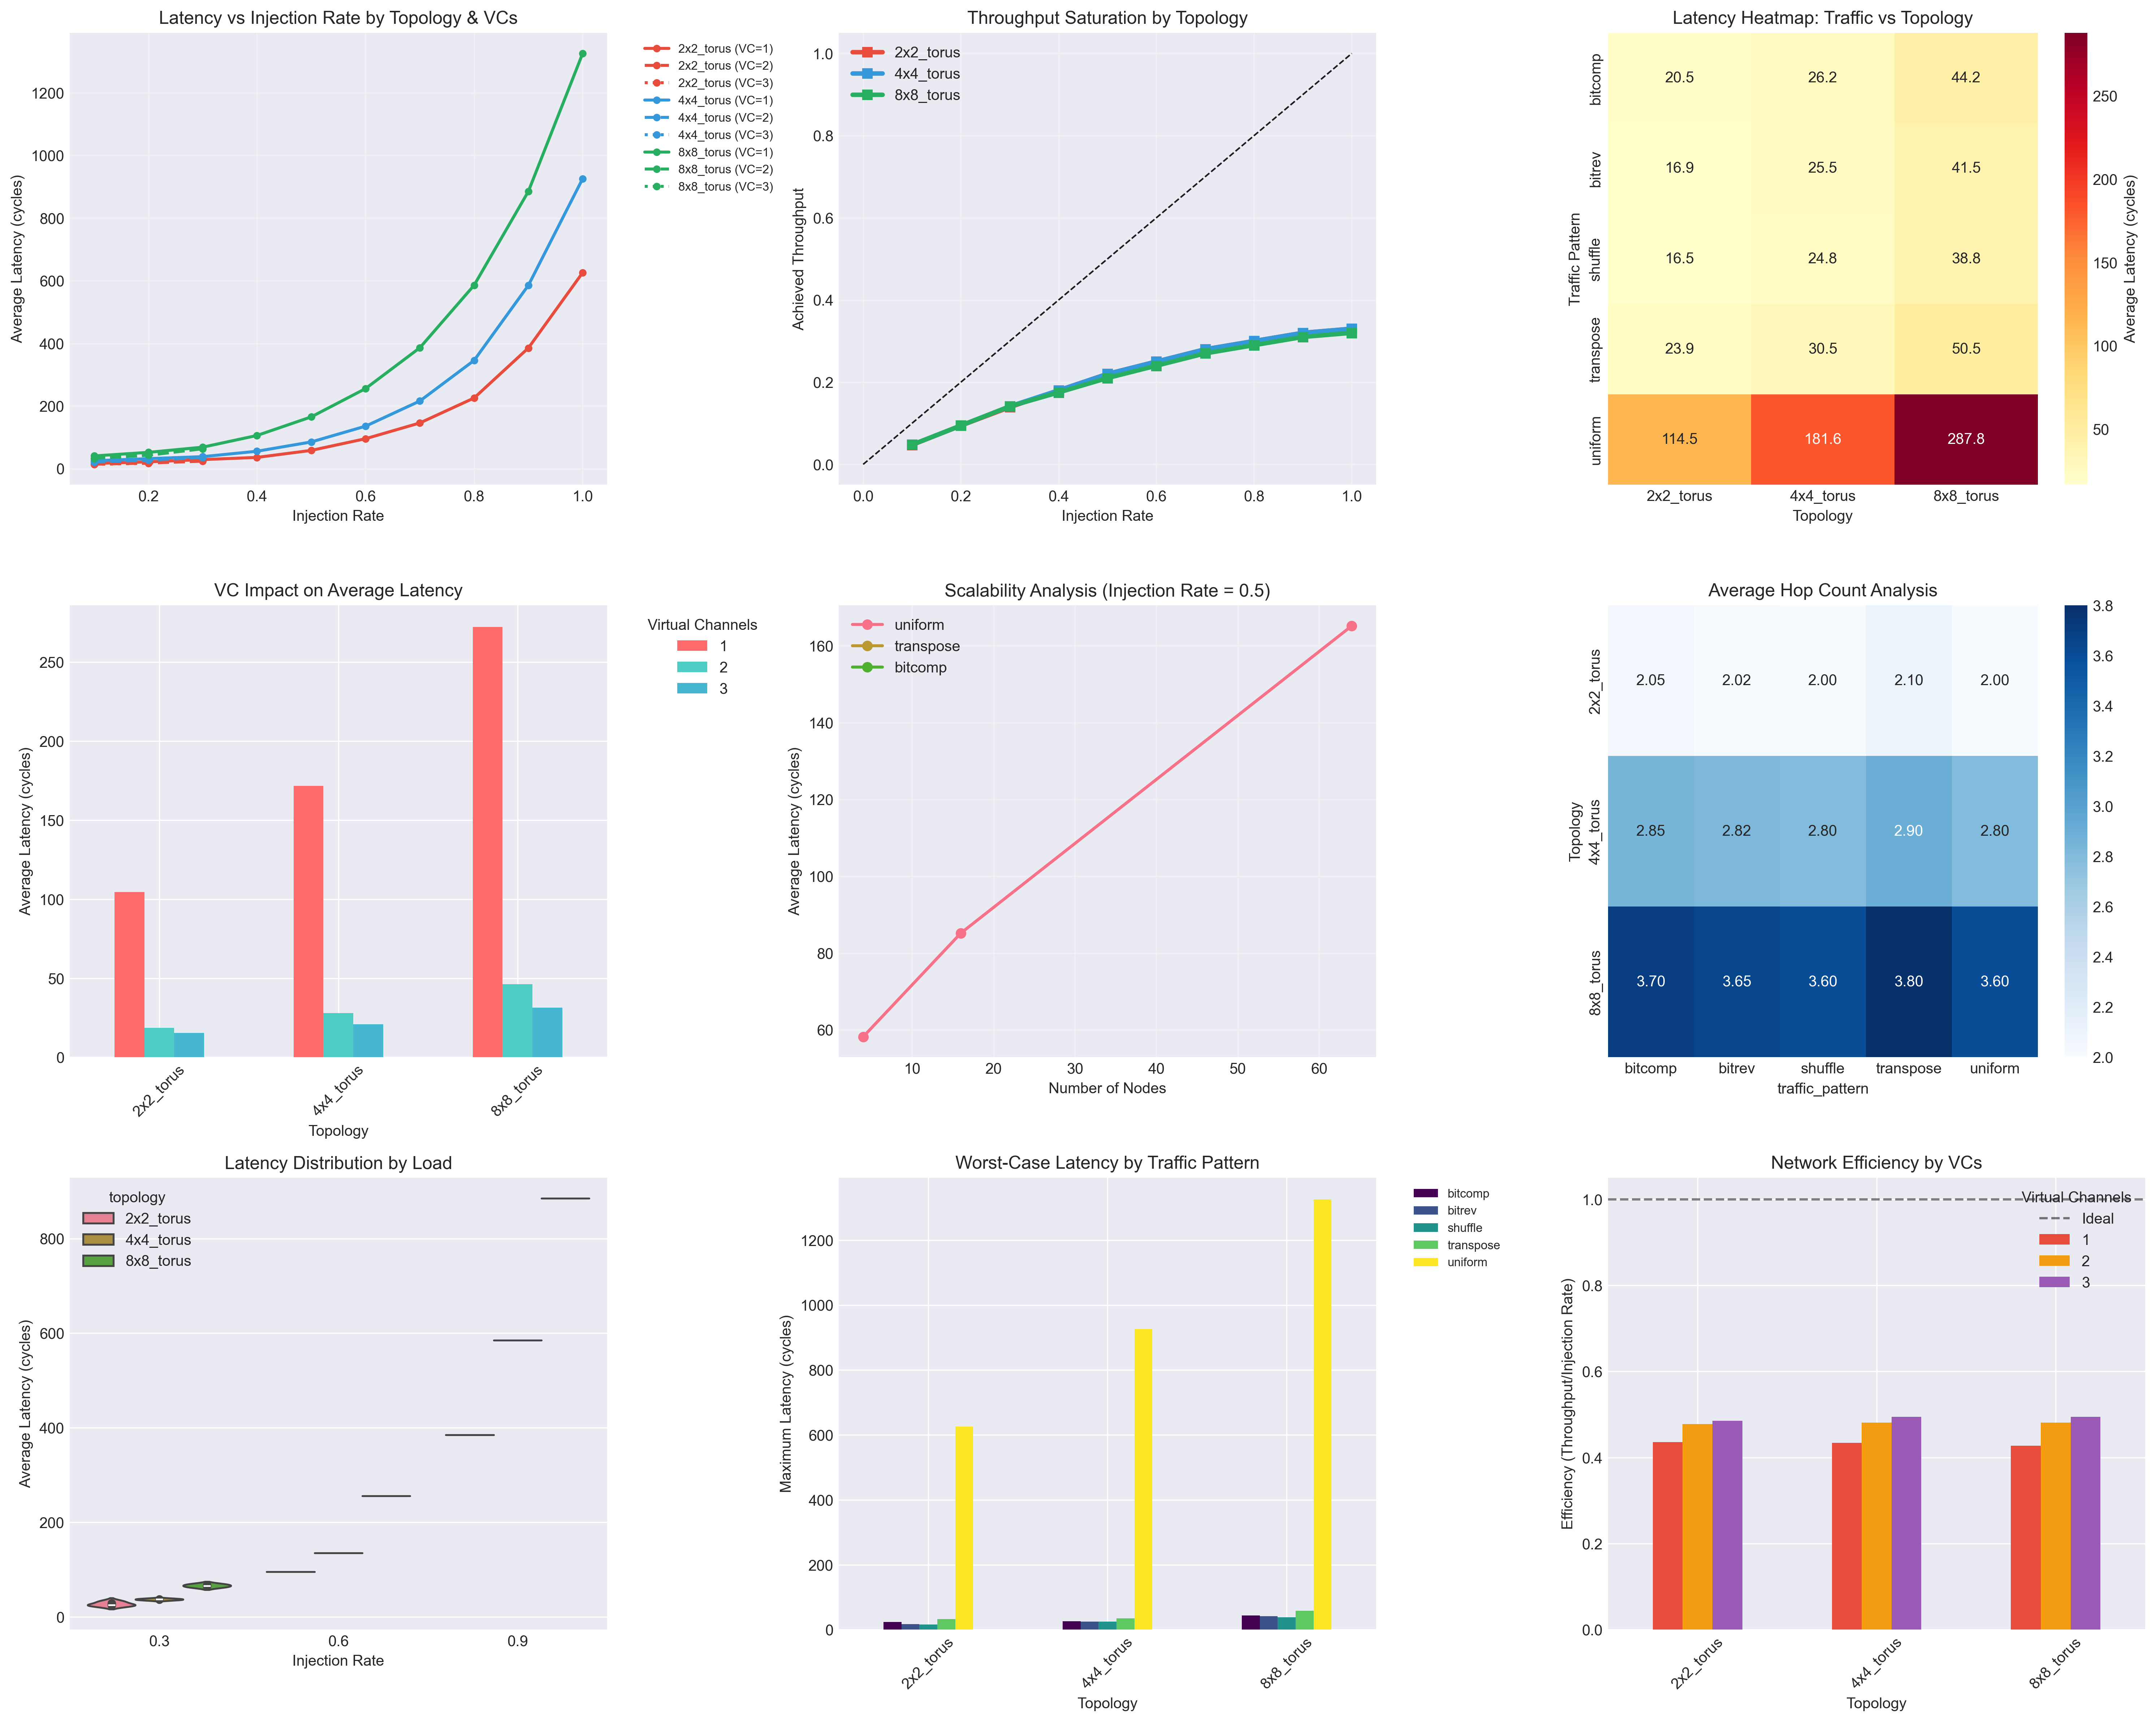 Latency vs Injection Rate by Topology & VCs
Average Latency (cycles)
1200
1000
800
600
400
200
0
0.2
0.4
0.6
0.8
1.0
Injection Rate
2x2_torus (VC=1)
2x2_torus (VC=2)
2x2_torus (VC=3)
4x4_torus (VC=1)
4x4_torus (VC=2)
4x4_torus (VC=3)
8x8_torus (VC=1)
8x8_torus (VC=2)
8x8_torus (VC=3)
Throughput Saturation by Topology
Achieved Throughput
1.0
0.8
0.6
0.4
0.2
0.0
2x2_torus
4x4_torus
8x8_torus
0.0
0.2
0.4
0.6
0.8
1.0
Injection Rate
Latency Heatmap: Traffic vs Topology
Traffic Pattern
bitcomp
20.5
26.2
44.2
bitrev
16.9
25.5
41.5
shuffle
16.5
24.8
38.8
transpose
23.9
30.5
50.5
uniform
114.5
181.6
287.8
2x2_torus
4x4_torus
8x8_torus
Topology
250
200
150
100
50
Average Latency (cycles)
VC Impact on Average Latency
Average Latency (cycles)
250
200
150
100
50
0
2x2_torus
4x4_torus
8x8_torus
Topology
Virtual Channels
1
2
3
Scalability Analysis (Injection Rate = 0.5)
Average Latency (cycles)
160
140
120
100
80
60
uniform
transpose
bitcomp
10
20
30
40
50
60
Number of Nodes
Average Hop Count Analysis
Topology
2x2_torus
2.05
2.02
2.00
2.10
2.00
4x4_torus
2.85
2.82
2.80
2.90
2.80
8x8_torus
3.70
3.65
3.60
3.80
3.60
bitcomp
bitrev
shuffle
transpose
uniform
traffic_pattern
3.8
3.6
3.4
3.2
3.0
2.8
2.6
2.4
2.2
2.0
Latency Distribution by Load
Average Latency (cycles)
800
600
400
200
0
topology
2x2_torus
4x4_torus
8x8_torus
0.3
0.6
0.9
Injection Rate
Worst-Case Latency by Traffic Pattern
Maximum Latency (cycles)
1200
1000
800
600
400
200
0
2x2_torus
4x4_torus
8x8_torus
Topology
bitcomp
bitrev
shuffle
transpose
uniform
Network Efficiency by VCs
Efficiency (Throughput/Injection Rate)
1.0
0.8
0.6
0.4
0.2
0.0
Virtual Channels
Ideal
1
2
3
2x2_torus
4x4_torus
8x8_torus
Topology